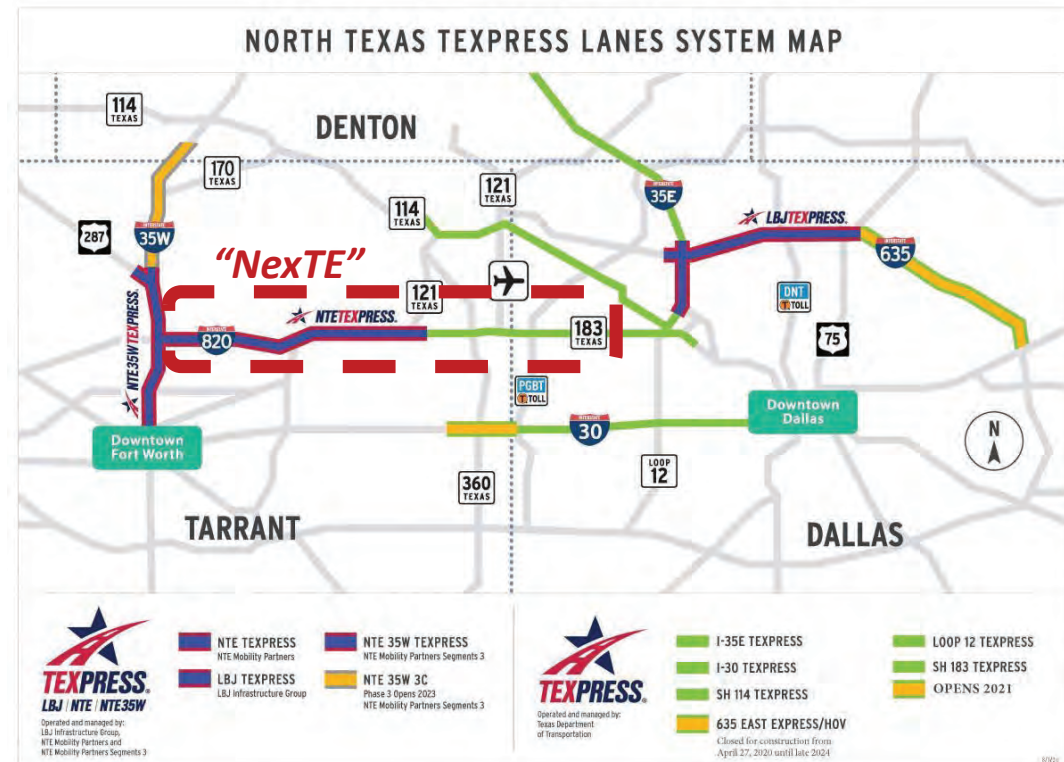 NORTH TEXAS TEXPRESS LANES SYSTEM MAP
114
TEXAS
DENTON
170
TEXAS
121
TEXAS
INTERSTATE
35E
114
TEXAS
LBJTEXPRESS.
287
INTERSTATE
35W
INTERSTATE
635
"NexTE"
121
TEXAS
DNT
TOLL
NTETEXPRESS.
183
TEXAS
INTERSTATE
820
75
NTE35WTEXPRESS.
PGBT
TOLL
Downtown
Dallas
INTERSTATE
30
N
Downtown
Fort Worth
LOOP
12
360
TEXAS
TARRANT
DALLAS
TEXPRESS.
LBJ / NTE / NTE35W
Operated and managed by:
LBJ Infrastructure Group,
NTE Mobility Partners and
NTE Mobility Partners Segments 3
NTE TEXPRESS
NTE Mobility Partners
LBJ TEXPRESS
LBJ Infrastructure Group
NTE 35W TEXPRESS
NTE Mobility Partners Segments 3
NTE 35W 3C
Phase 3 Opens 2023
NTE Mobility Partners Segments 3
TEXPRESS.
Operated and managed by:
Texas Department
of Transportation
I-35E TEXPRESS
I-30 TEXPRESS
SH 114 TEXPRESS
635 EAST EXPRESS/HOV
Closed for construction from
April 27, 2020 until late 2024
LOOP 12 TEXPRESS
SH 183 TEXPRESS
OPENS 2021